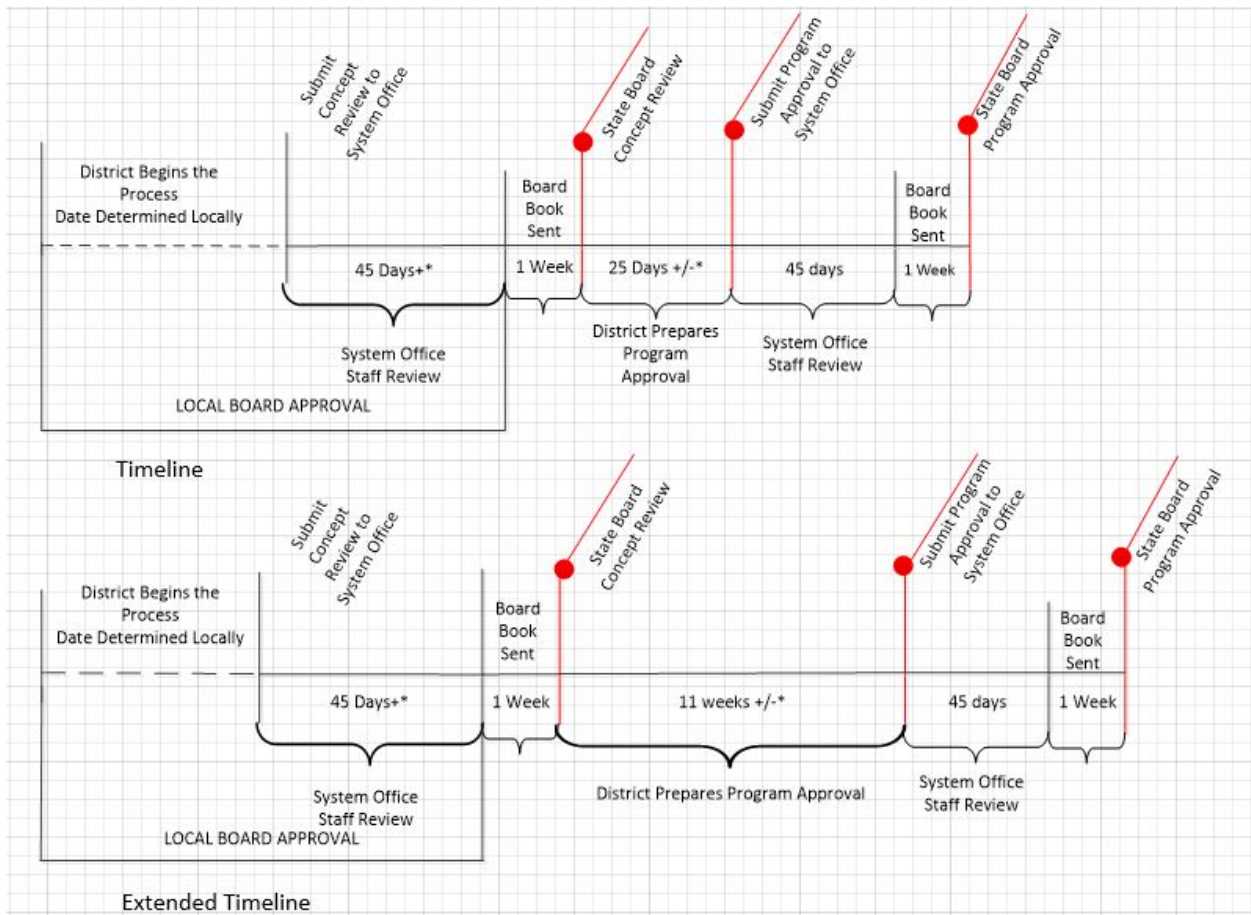 Submit
Concept
Review to
System Office
State Board
Concept Review
Submit Program
Approval to
System Office
State Board
Program Approval
District Begins the
Process
Date Determined Locally
Board
Book
Sent
Board
Book
Sent
45 Days+*
1 Week
25 Days +/-*
45 days
1 Week
System Office
Staff Review
District Prepares
Program
Approval
System Office
Staff Review
LOCAL BOARD APPROVAL
Timeline
Submit
Concept
Review to
System Office
State Board
Concept Review
Submit Program
Approval to
System Office
State Board
Program Approval
District Begins the
Process
Date Determined Locally
Board
Book
Sent
Board
Book
Sent
45 Days+*
1 Week
11 weeks +/-*
45 days
1 Week
System Office
Staff Review
District Prepares Program Approval
System Office
Staff Review
LOCAL BOARD APPROVAL
Extended Timeline